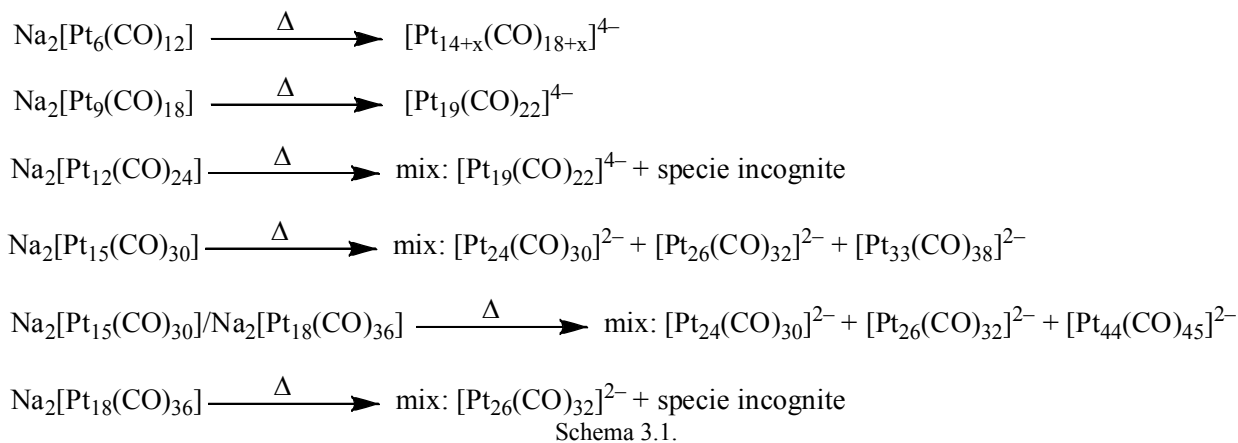 Na₂[Pt₆(CO)₁₂] Δ [Pt₁₄₊ₓ(CO)₁₈₊ₓ]⁴⁻
Na₂[Pt₉(CO)₁₈] Δ [Pt₁₉(CO)₂₂]⁴⁻
Na₂[Pt₁₂(CO)₂₄] Δ mix: [Pt₁₉(CO)₂₂]⁴⁻ + specie incognite
Na₂[Pt₁₅(CO)₃₀] Δ mix: [Pt₂₄(CO)₃₀]²⁻ + [Pt₂₆(CO)₃₂]²⁻ + [Pt₃₃(CO)₃₈]²⁻
Na₂[Pt₁₅(CO)₃₀]/Na₂[Pt₁₈(CO)₃₆] Δ mix: [Pt₂₄(CO)₃₀]²⁻ + [Pt₂₆(CO)₃₂]²⁻ + [Pt₄₄(CO)₄₅]²⁻
Na₂[Pt₁₈(CO)₃₆] Δ mix: [Pt₂₆(CO)₃₂]²⁻ + specie incognite
Schema 3.1.